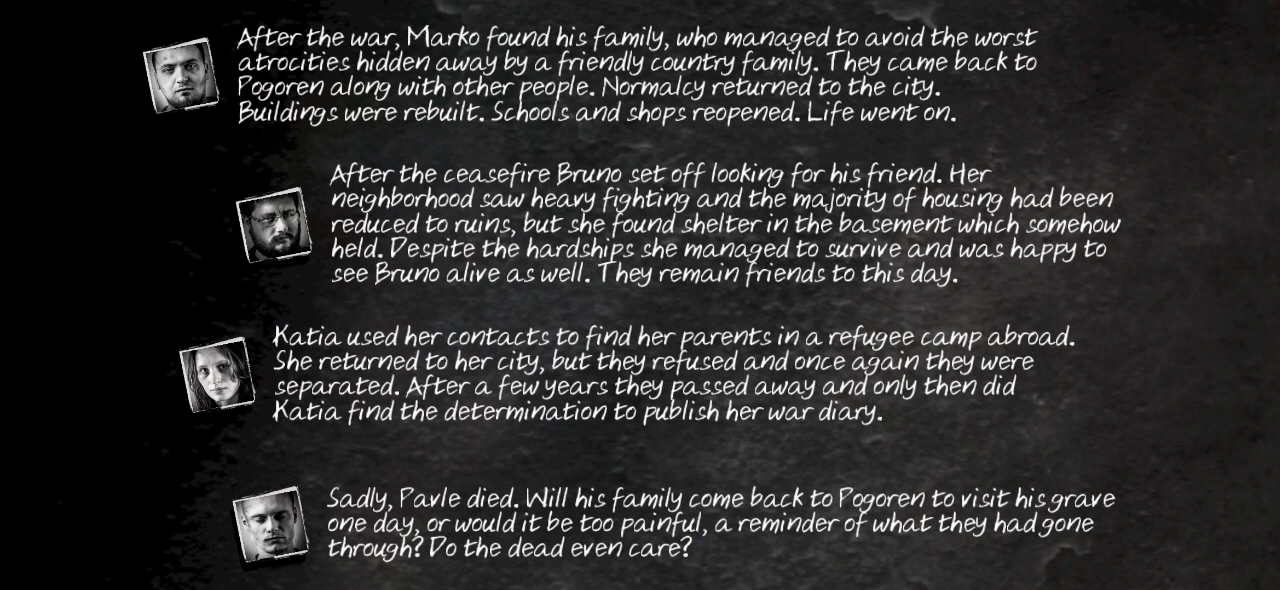 After the war, Marko found his family, who managed to avoid the worst
atrocities hidden away by a friendly country family. They came back to
Pogoren along with other people. Normalcy returned to the city.
Buildings were rebuilt. Schools and shops reopened. Life went on.
After the ceasefire Bruno set off looking for his friend. Her
neighborhood saw heavy fighting and the majority of housing had been
reduced to ruins, but she found shelter in the basement which somehow
held. Despite the hardships she managed to survive and was happy to
see Bruno alive as well. They remain friends to this day.
Katia used her contacts to find her parents in a refugee camp abroad.
She returned to her city, but they refused and once again they were
separated. After a few years they passed away and only then did
Katia find the determination to publish her war diary.
Sadly, Pavle died. Will his family come back to Pogoren to visit his grave
one day, or would it be too painful, a reminder of what they had gone
through? Do the dead even care?